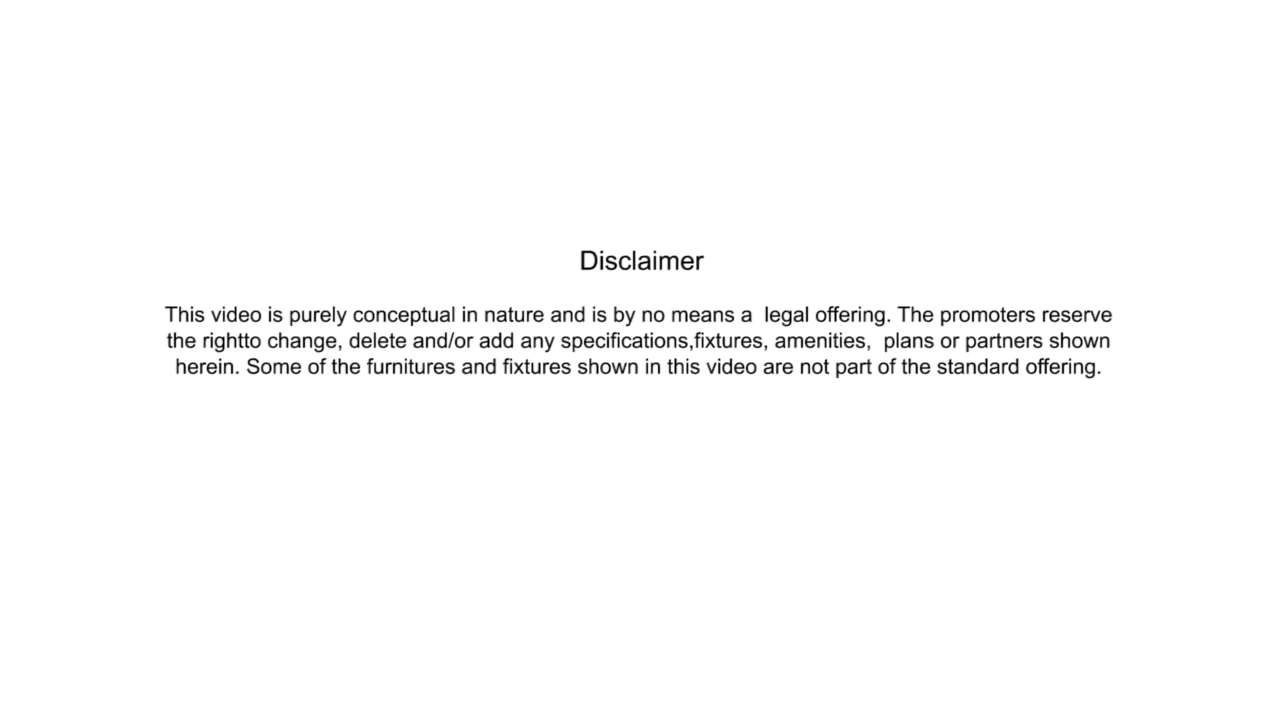 Disclaimer
This video is purely conceptual in nature and is by no means a  legal offering. The promoters reserve
the rightto change, delete and/or add any specifications,fixtures, amenities,  plans or partners shown
herein. Some of the furnitures and fixtures shown in this video are not part of the standard offering.